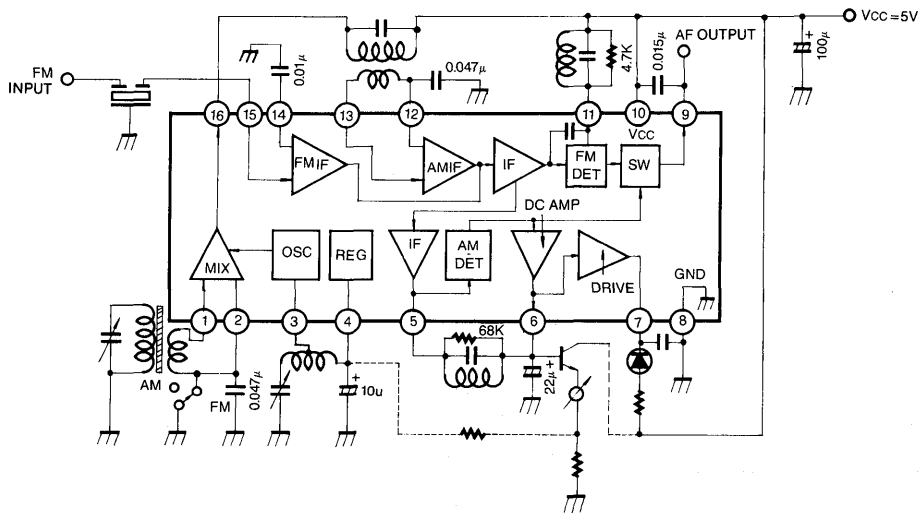 VCC=5V
AF OUTPUT
100μ
+
0.015μ
4.7K
0.01μ
0.047μ
FM
INPUT
16
15
14
13
12
11
10
9
VCC
FM IF
AMIF
IF
FM
DET
SW
DC AMP
OSC
REG
IF
AM
-DET
MIX
DRIVE
GND
1
2
3
4
5
6
7
8
68K
AM
FM
0.047μ
+
10u
22μ
+